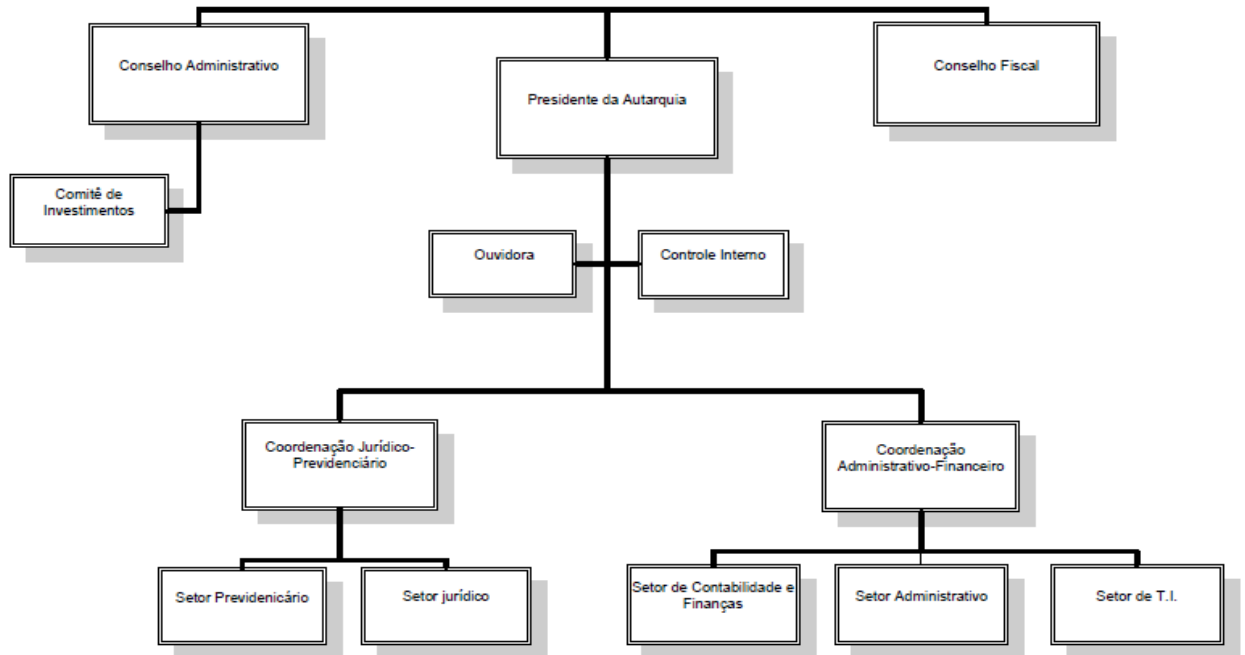 Conselho Administrativo
Presidente da Autarquia
Conselho Fiscal
Comitê de
Investimentos
Ouvidora
Controle Interno
Coordenação Jurídico-
Previdenciário
Coordenação
Administrativo-Financeiro
Setor Previdenicário
Setor jurídico
Setor de Contabilidade e
Finanças
Setor Administrativo
Setor de T.I.